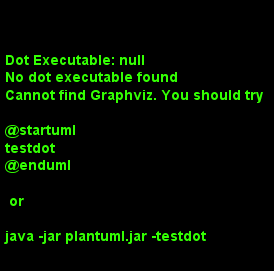 Dot Executable: null
No dot executable found
Cannot find Graphviz. You should try
@startuml
testdot
@enduml
or
java -jar plantuml.jar -testdot